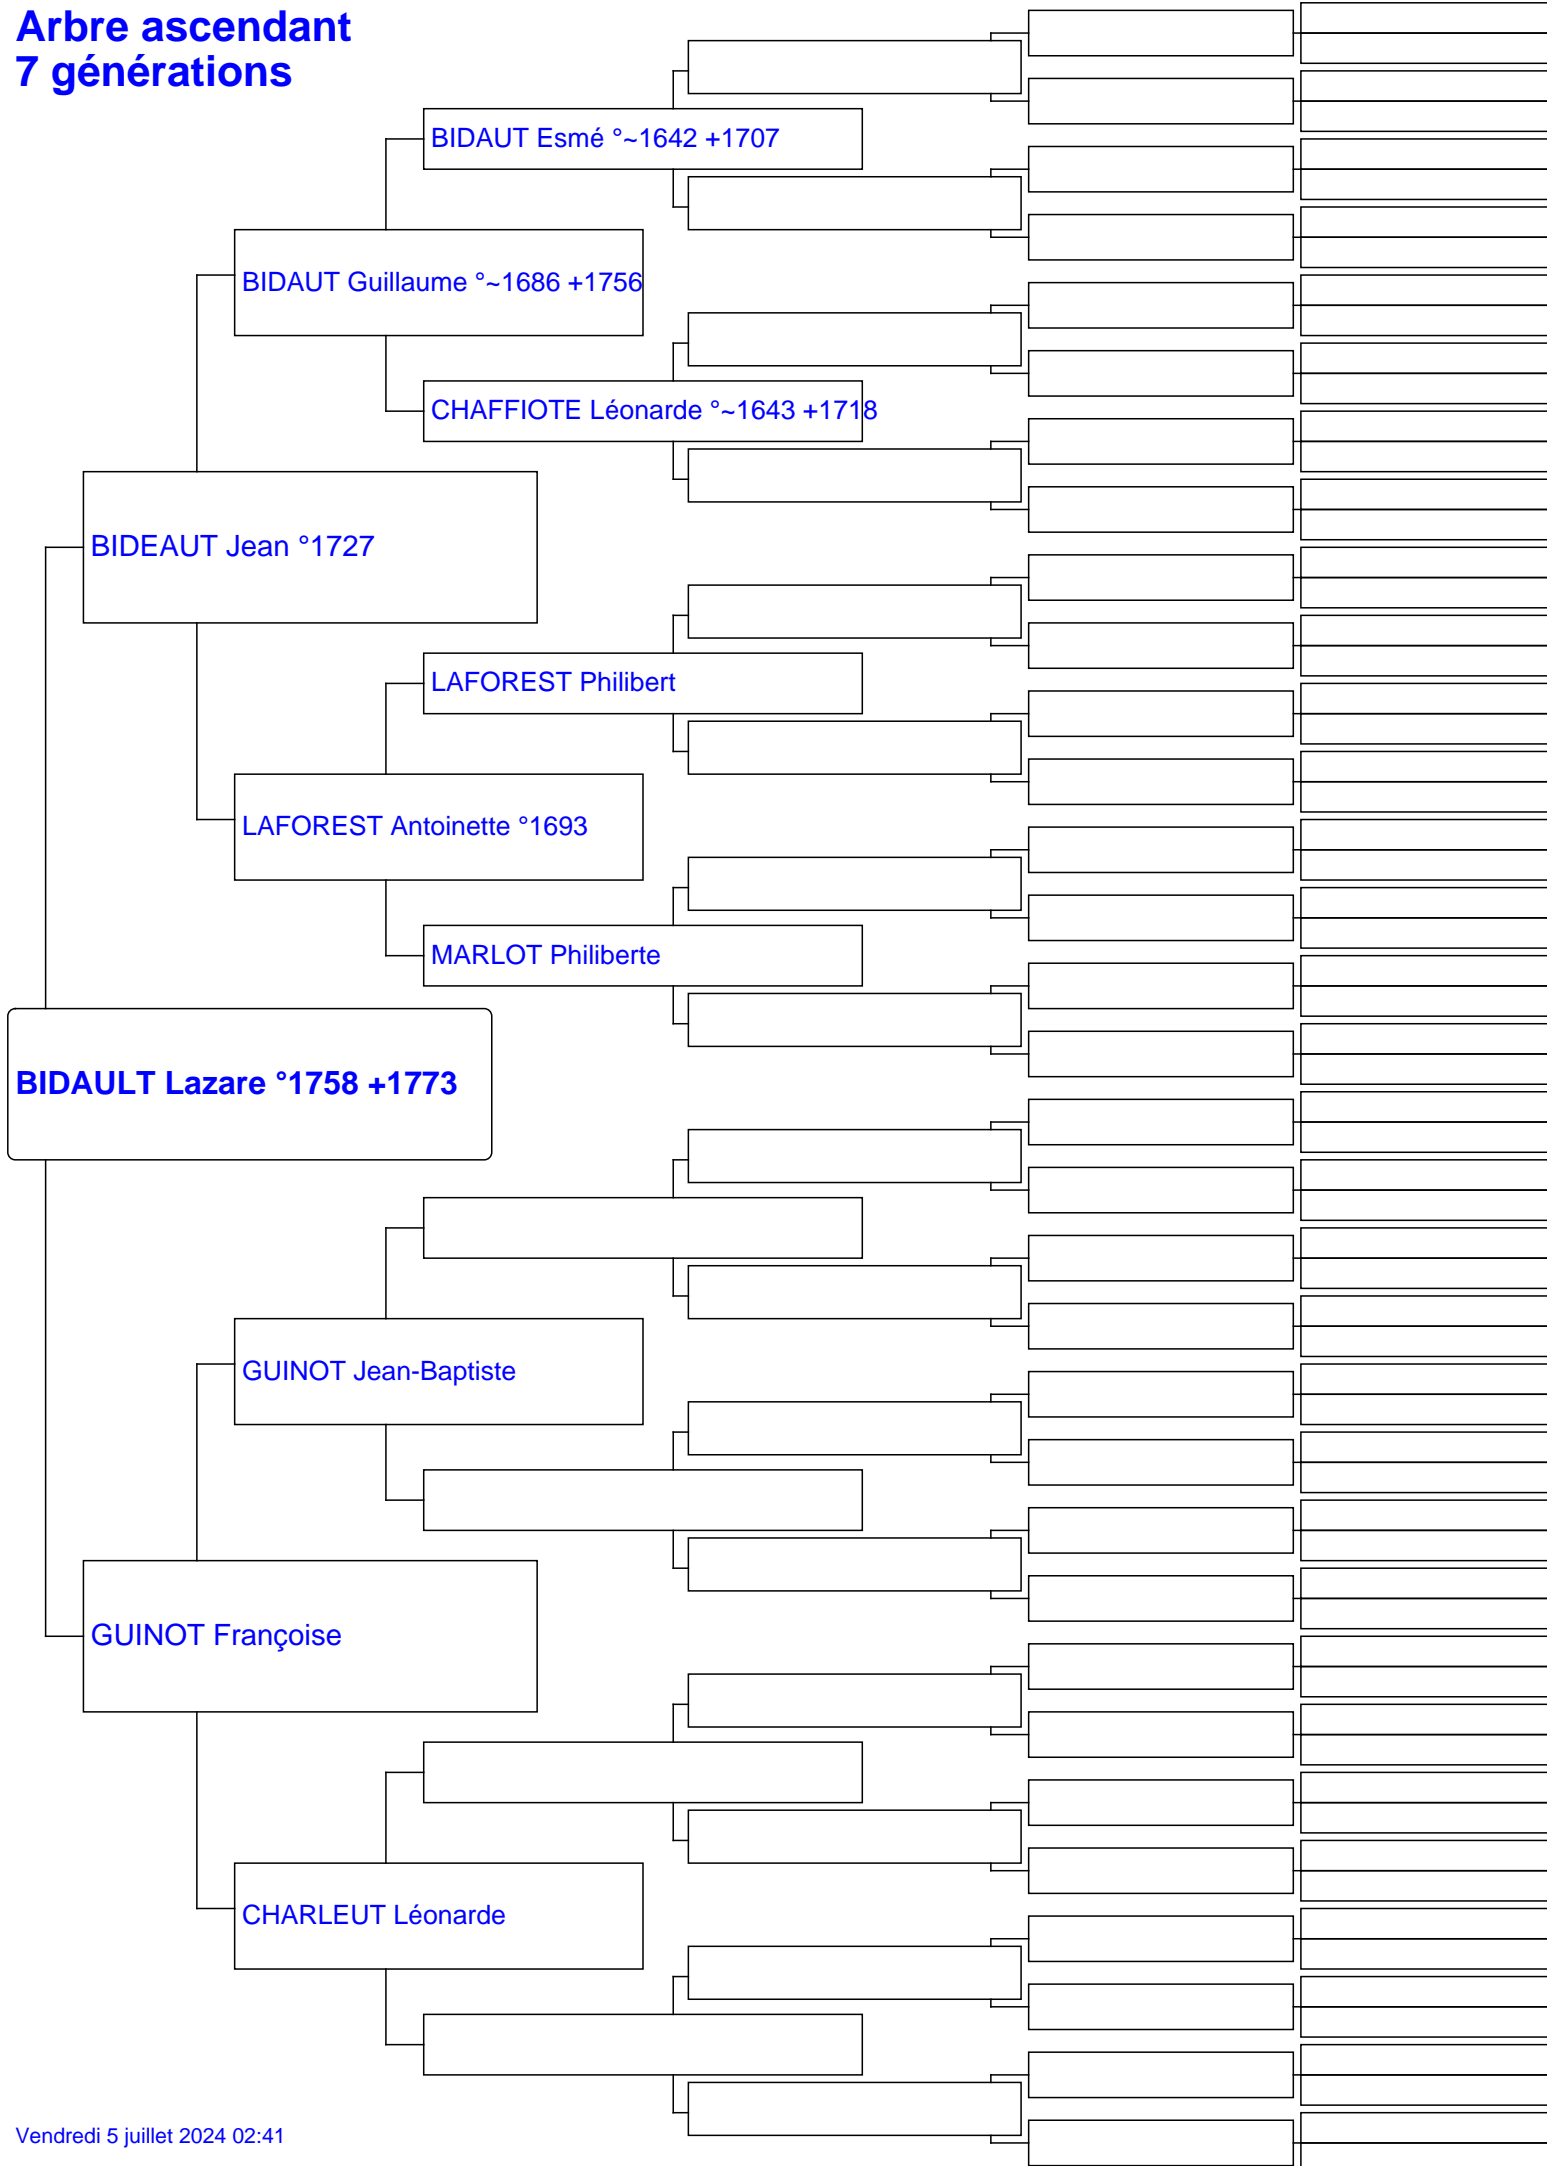 Arbre ascendant
7 générations
BIDAUT Esmé °~1642 +1707
BIDAUT Guillaume °~1686 +1756
CHAFFIOTE Léonarde °~1643 +1718
BIDEAUT Jean °1727
LAFOREST Philibert
LAFOREST Antoinette °1693
MARLOT Philiberte
BIDAULT Lazare °1758 +1773
GUINOT Jean-Baptiste
GUINOT Françoise
CHARLEUT Léonarde
Vendredi 5 juillet 2024 02:41